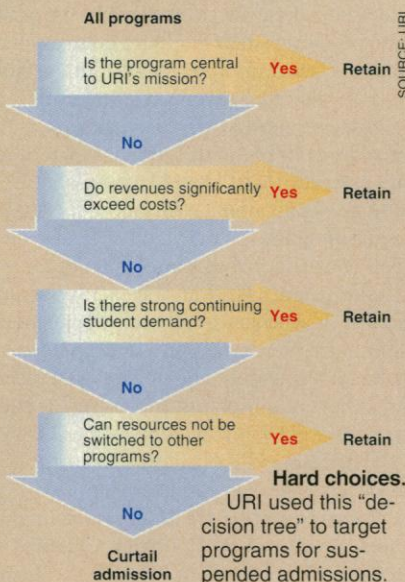 All programs
SOURCE: URI
Is the program central
to URI's mission?
Yes
Retain
No
Do revenues significantly
exceed costs?
Yes
Retain
No
Is there strong continuing
student demand?
Yes
Retain
No
Can resources not be
switched to other
programs?
Yes
Retain
No
Curtail
admission
Hard choices.
URI used this “de-
cision tree” to target
programs for sus-
pended admissions.